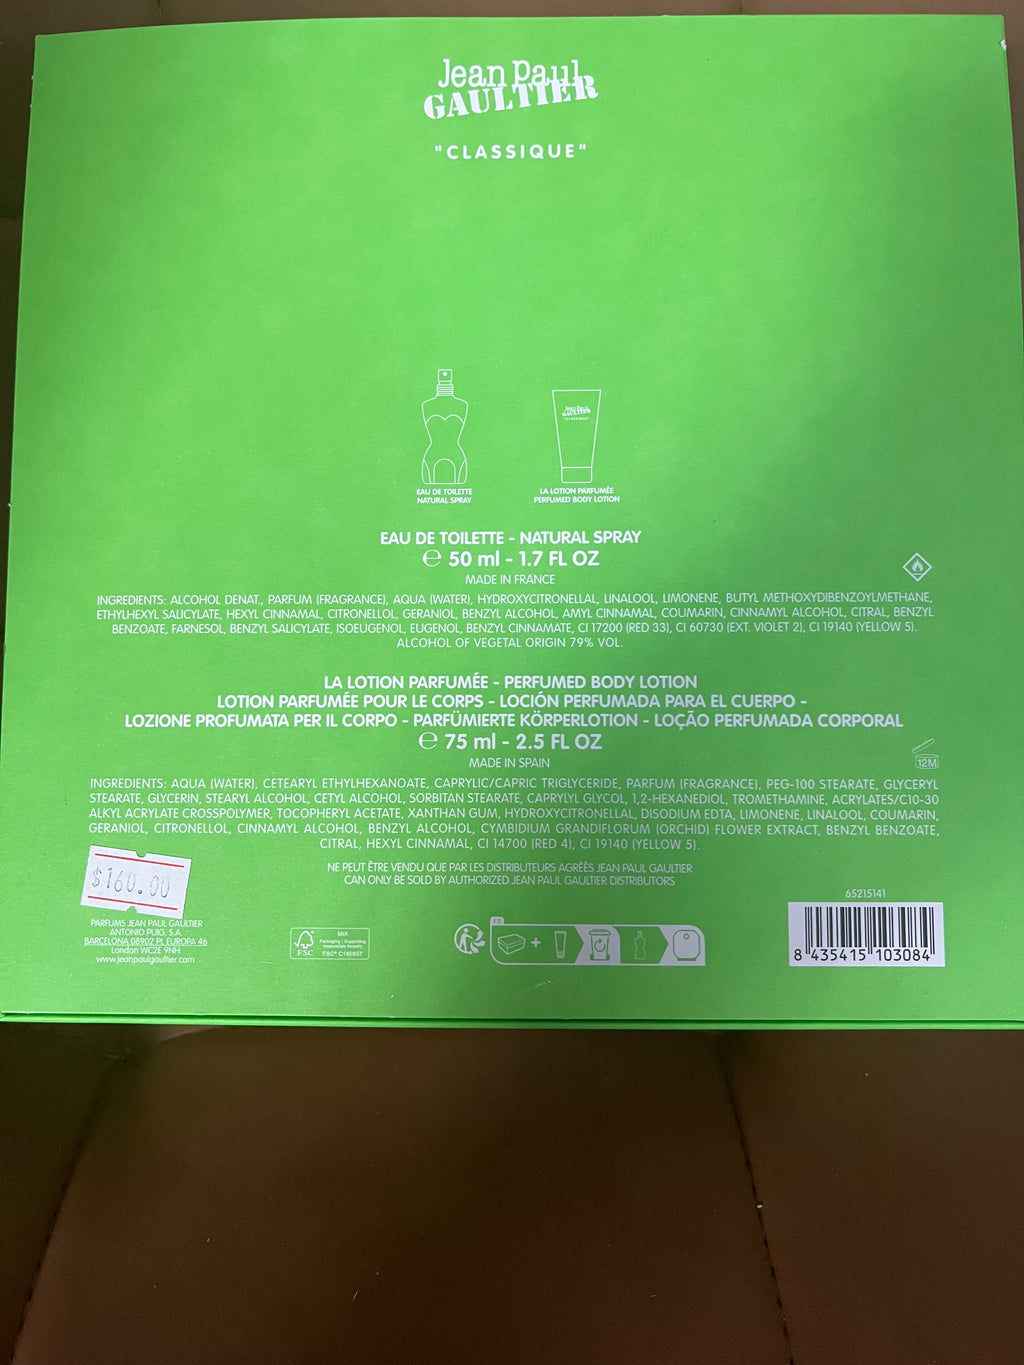 Jean Paul
GAULTIER
"CLASSIQUE"
Jean Paul
GAULTIER
"CLASSIQUE"
EAU DE TOILETTE
NATURAL SPRAY
LA LOTION PARFUMÉE
PERFUMED BODY LOTION
EAU DE TOILETTE - NATURAL SPRAY
℮ 50 ml - 1.7 FL OZ
MADE IN FRANCE
INGREDIENTS: ALCOHOL DENAT., PARFUM (FRAGRANCE), AQUA (WATER), HYDROXYCITRONELLAL, LINALOOL, LIMONENE, BUTYL METHOXYDIBENZOYLMETHANE,
ETHYLHEXYL SALICYLATE, HEXYL CINNAMAL, CITRONELLOL, GERANIOL, BENZYL ALCOHOL, AMYL CINNAMAL, COUMARIN, CINNAMYL ALCOHOL, CITRAL, BENZYL
BENZOATE, FARNESOL, BENZYL SALICYLATE, ISOEUGENOL, EUGENOL, BENZYL CINNAMATE, CI 17200 (RED 33), CI 60730 (EXT. VIOLET 2), CI 19140 (YELLOW 5).
ALCOHOL OF VEGETAL ORIGIN 79% VOL.
LA LOTION PARFUMÉE - PERFUMED BODY LOTION
LOTION PARFUMÉE POUR LE CORPS - LOCIÓN PERFUMADA PARA EL CUERPO -
LOZIONE PROFUMATA PER IL CORPO - PARFÜMIERTE KÖRPERLOTION - LOÇÃO PERFUMADA CORPORAL
℮ 75 ml - 2.5 FL OZ
MADE IN SPAIN
12M
INGREDIENTS: AQUA (WATER), CETEARYL ETHYLHEXANOATE, CAPRYLIC/CAPRIC TRIGLYCERIDE, PARFUM (FRAGRANCE), PEG-100 STEARATE, GLYCERYL
STEARATE, GLYCERIN, STEARYL ALCOHOL, CETYL ALCOHOL, SORBITAN STEARATE, CAPRYLYL GLYCOL, 1,2-HEXANEDIOL, TROMETHAMINE, ACRYLATES/C10-30
ALKYL ACRYLATE CROSSPOLYMER, TOCOPHERYL ACETATE, XANTHAN GUM, HYDROXYCITRONELLAL, DISODIUM EDTA, LIMONENE, LINALOOL, COUMARIN,
GERANIOL, CITRONELLOL, CINNAMYL ALCOHOL, BENZYL ALCOHOL, CYMBIDIUM GRANDIFLORUM (ORCHID) FLOWER EXTRACT, BENZYL BENZOATE,
CITRAL, HEXYL CINNAMAL, CI 14700 (RED 4), CI 19140 (YELLOW 5).
NE PEUT ÊTRE VENDU QUE PAR LES DISTRIBUTEURS AGRÉÉS JEAN PAUL GAULTIER
CAN ONLY BE SOLD BY AUTHORIZED JEAN PAUL GAULTIER DISTRIBUTORS
$160.00
PARFUMS JEAN PAUL GAULTIER
ANTONIO PUIG, S.A.
BARCELONA 08902 PL EUROPA 46
London WC2E 9NH
www.jeanpaulgaultier.com
FSC
MIX
Packaging | Supporting
responsible forestry
FSC® C180857
FR
+
65215141
8 435415 103084